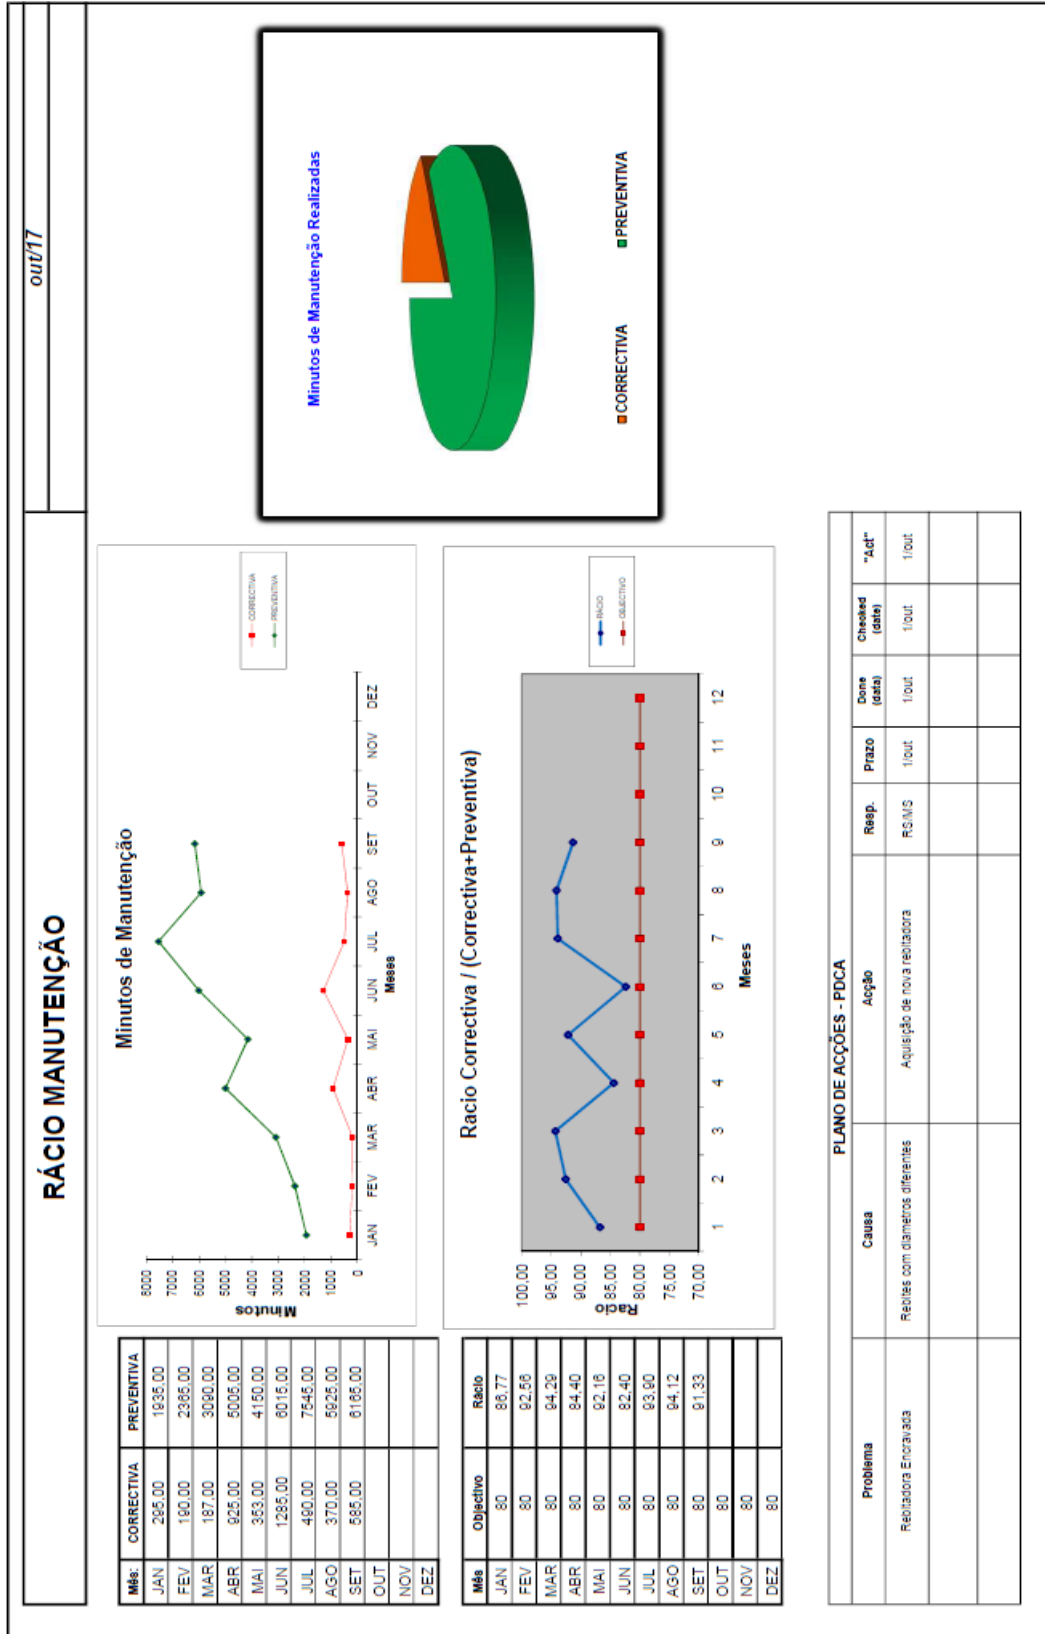 RÁCIO MANUTENÇÃO
out/17
Mês: CORRECTIVA PREVENTIVA
JAN 295,00 1935,00
FEV 190,00 2365,00
MAR 187,00 3090,00
ABR 925,00 5005,00
MAI 353,00 4150,00
JUN 1285,00 6015,00
JUL 490,00 7545,00
AGO 370,00 5925,00
SET 585,00 6165,00
OUT
NOV
DEZ
Minutos de Manutenção
Minutos
8000
7000
6000
5000
4000
3000
2000
1000
0
JAN FEV MAR ABR MAI JUN JUL AGO SET OUT NOV DEZ
Meses
CORRECTIVA
PREVENTIVA
Minutos de Manutenção Realizadas
CORRECTIVA PREVENTIVA
Mês Objectivo Rácio
JAN 80 86,77
FEV 80 92,56
MAR 80 94,29
ABR 80 84,40
MAI 80 92,16
JUN 80 82,40
JUL 80 93,90
AGO 80 94,12
SET 80 91,33
OUT 80
NOV 80
DEZ 80
Racio Correctiva / (Correctiva+Preventiva)
Racio
100,00
95,00
90,00
85,00
80,00
75,00
70,00
1 2 3 4 5 6 7 8 9 10 11 12
Meses
RÁCIO
OBJECTIVO
PLANO DE ACÇÕES - PDCA
Problema Causa Acção Resp. Prazo Done (data) Checked (date) "Act"
Rebitadora Encravada Rebites com diametros diferentes Aquisição de nova rebitadora RS/MS 1/out 1/out 1/out 1/out